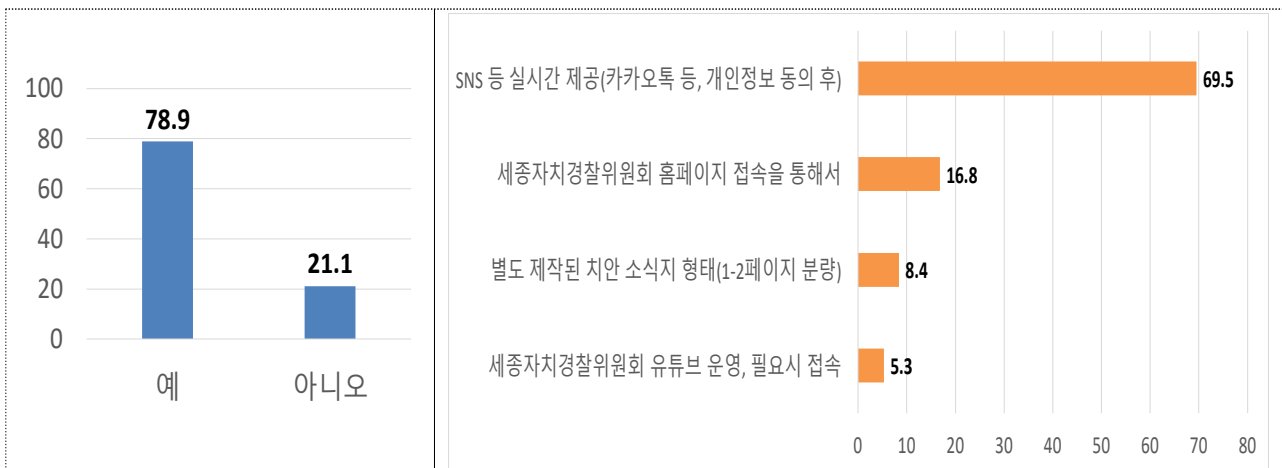 100
80
60
40
20
0
78.9
21.1
예
아니오
SNS 등 실시간 제공(카카오톡 등, 개인정보 동의 후)
69.5
세종자치경찰위원회 홈페이지 접속을 통해서
16.8
별도 제작된 치안 소식지 형태(1-2페이지 분량)
8.4
세종자치경찰위원회 유튜브 운영, 필요시 접속
5.3
0 10 20 30 40 50 60 70 80